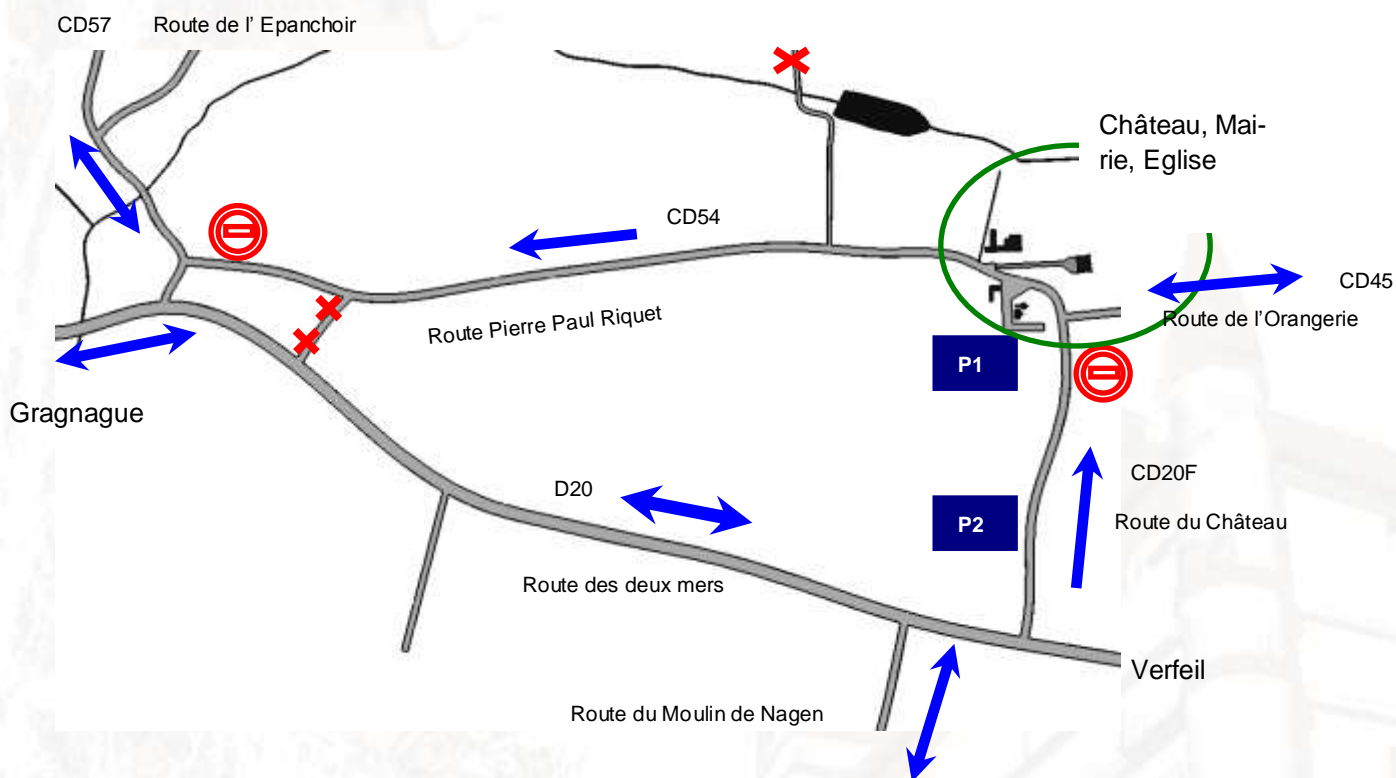 CD57 Route de l' Epanchoir
Château, Mai-
rie, Eglise
CD54
CD45
Route de l'Orangerie
Route Pierre Paul Riquet
P1
Gragnague
CD20F
D20
P2
Route du Château
Route des deux mers
Verfeil
Route du Moulin de Nagen